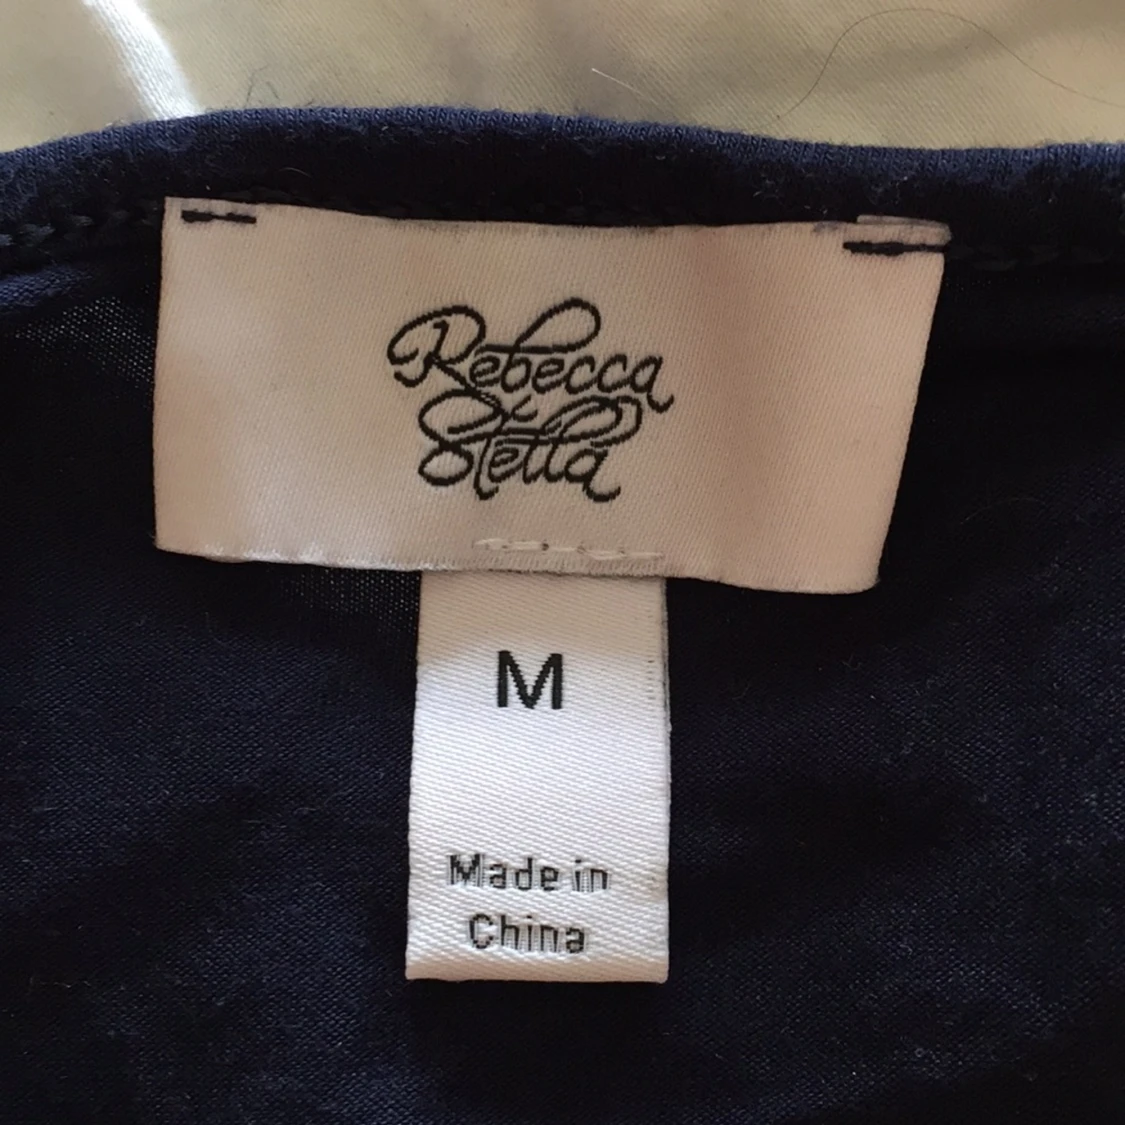 Rebecca
Stella
M
Made in
China